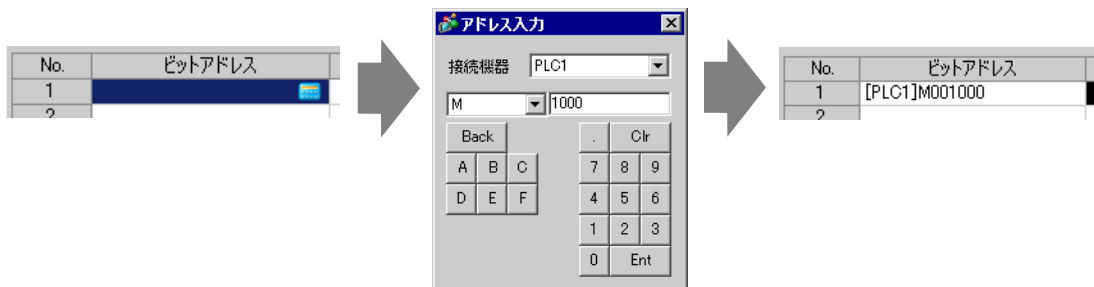 No. ビットアドレス
1
2
アドレス入力
接続機器 PLC1
M 1000
Back . Clr
A B C 7 8 9
D E F 4 5 6
1 2 3
0 Ent
No. ビットアドレス
1 [PLC1]M001000
2